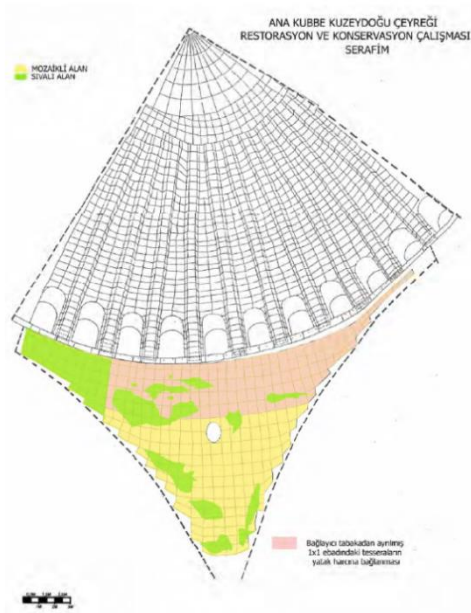 ANA KUBBE KUZEYDOĞU ÇEYREĞİ
RESTORASYON VE KONSERVASYON ÇALIŞMASI
SERAFİM
MOZAİKLİ ALAN
SIVALI ALAN
Bağlayıcı tabakadan ayrılmış
1x1 ebadındaki tesseraların
yatak harcına bağlanması